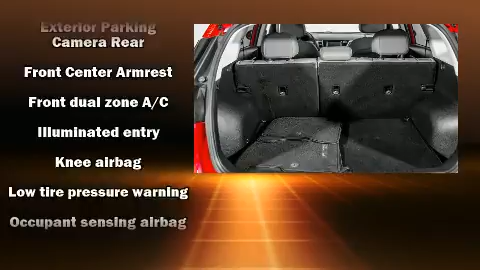 Exterior Parking
Camera Rear
Front Center Armrest
Front dual zone A/C
Illuminated entry
Knee airbag
Low tire pressure warning
Occupant sensing airbag